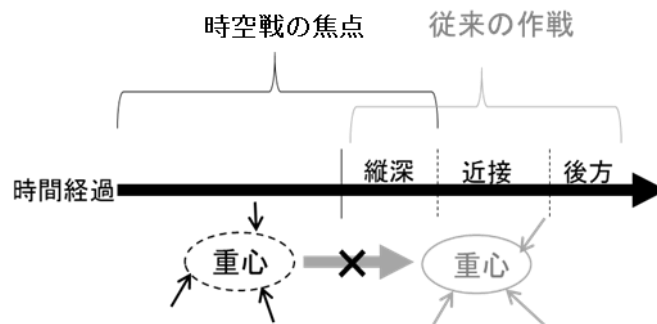 時空戦の焦点
従来の作戦
縦深
近接
後方
時間経過
重心
重心